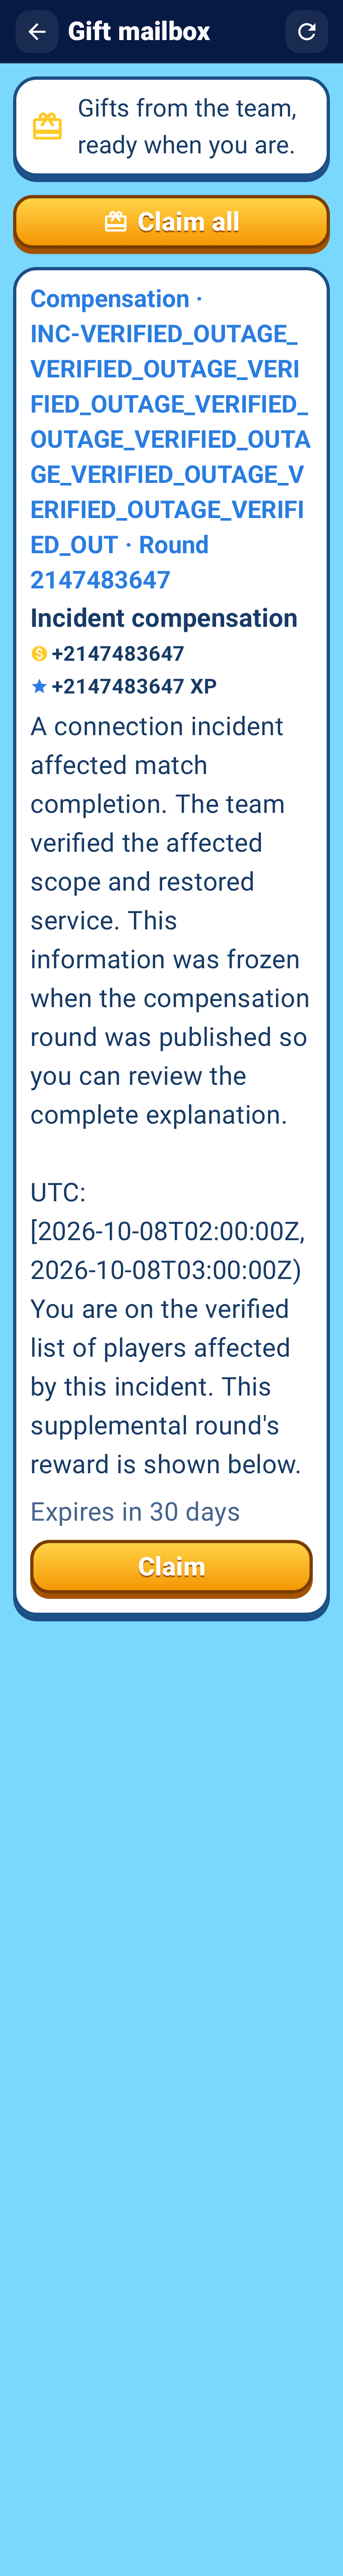 Gift mailbox
Gifts from the team,
ready when you are.
Claim all
Compensation ·
INC-VERIFIED_OUTAGE_
VERIFIED_OUTAGE_VERI
FIED_OUTAGE_VERIFIED_
OUTAGE_VERIFIED_OUTA
GE_VERIFIED_OUTAGE_V
ERIFIED_OUTAGE_VERIFI
ED_OUT · Round
2147483647
Incident compensation
+2147483647
+2147483647 XP
A connection incident
affected match
completion. The team
verified the affected
scope and restored
service. This
information was frozen
when the compensation
round was published so
you can review the
complete explanation.
UTC:
[2026-10-08T02:00:00Z,
2026-10-08T03:00:00Z)
You are on the verified
list of players affected
by this incident. This
supplemental round's
reward is shown below.
Expires in 30 days
Claim